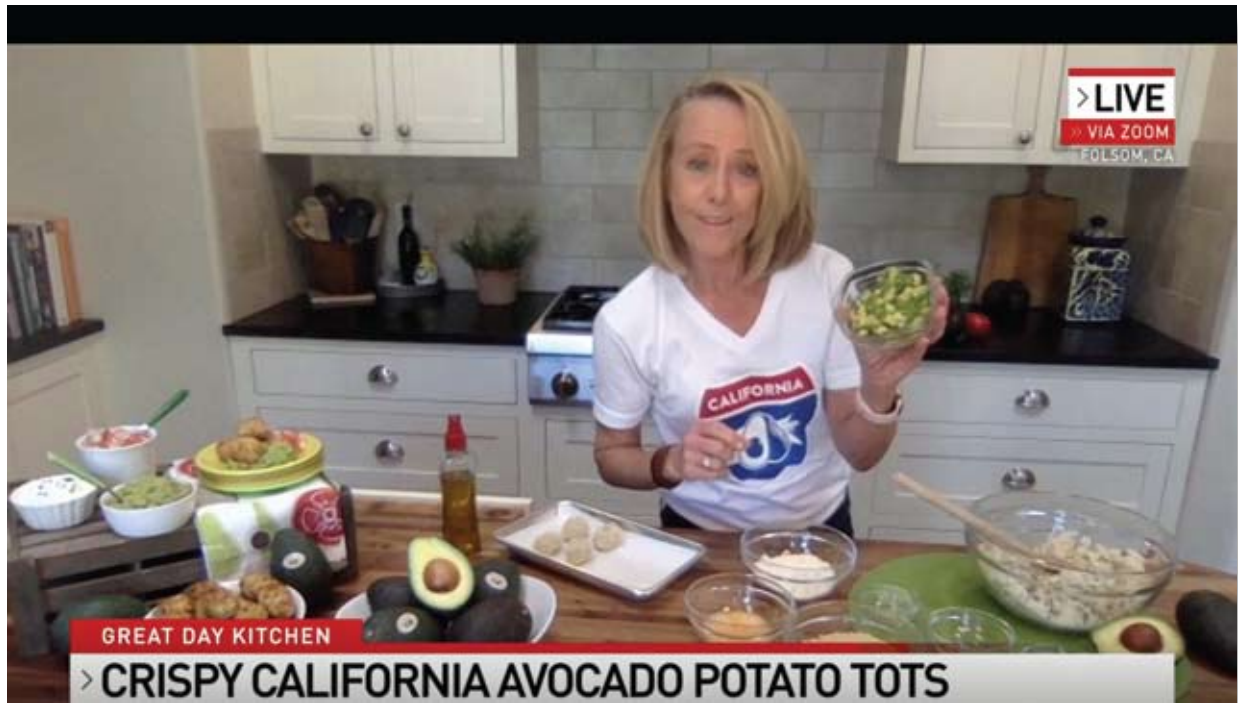 >LIVE
» VIA ZOOM
FOLSOM, CA
CALIFORNIA
GREAT DAY KITCHEN
> CRISPY CALIFORNIA AVOCADO POTATO TOTS